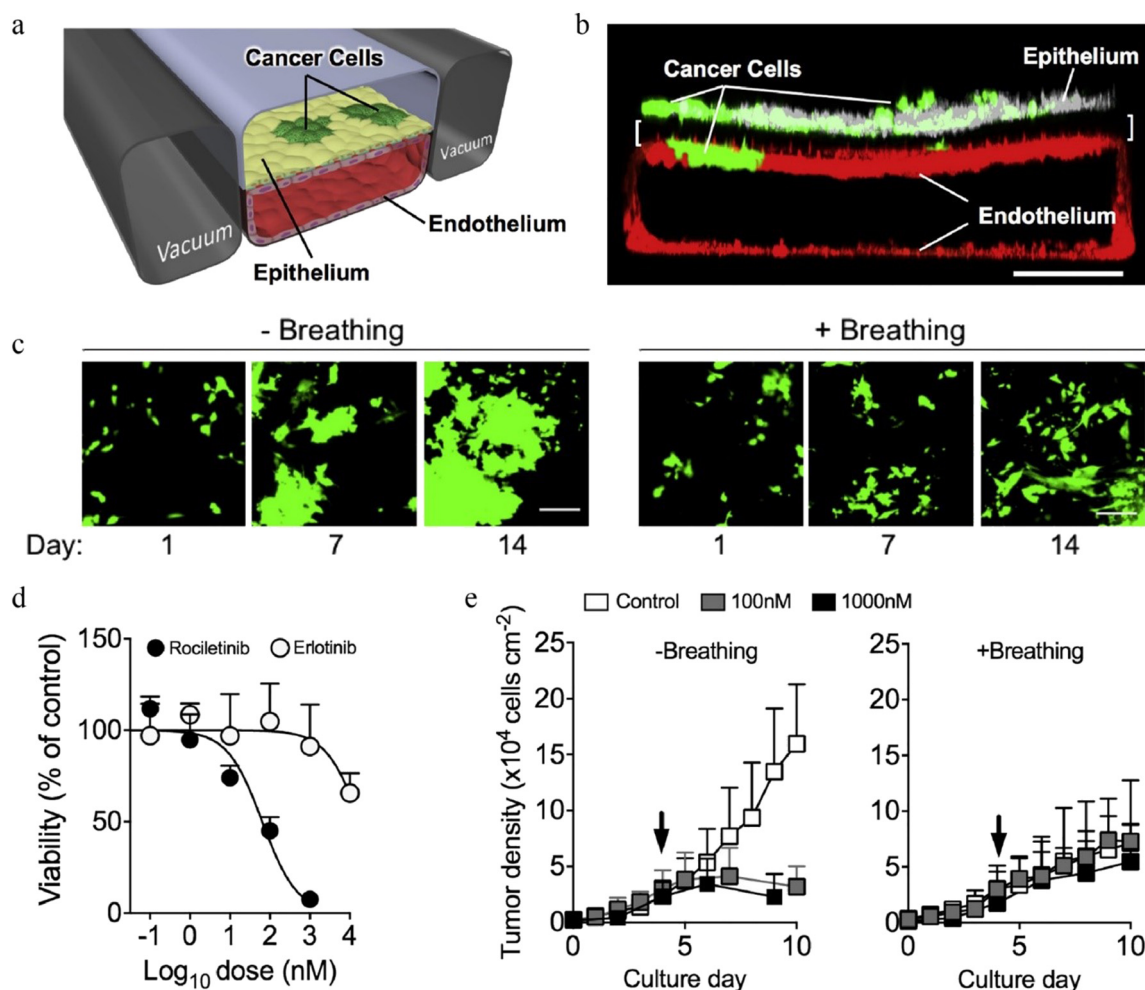 a
Cancer Cells
Vacuum
Vacuum
Endothelium
Epithelium
b
Epithelium
Cancer Cells
[ ]
Endothelium
c
- Breathing
+ Breathing
Day: 1 7 14 1 7 14
d
Viability (% of control)
150
100
50
0
Rociletinib Erlotinib
-1 0 1 2 3 4
Log10 dose (nM)
e
Control 100nM 1000nM
Tumor density (x10⁴ cells cm⁻²)
-Breathing
25
20
15
10
5
0
0 5 10
Culture day
+Breathing
25
20
15
10
5
0
0 5 10
Culture day